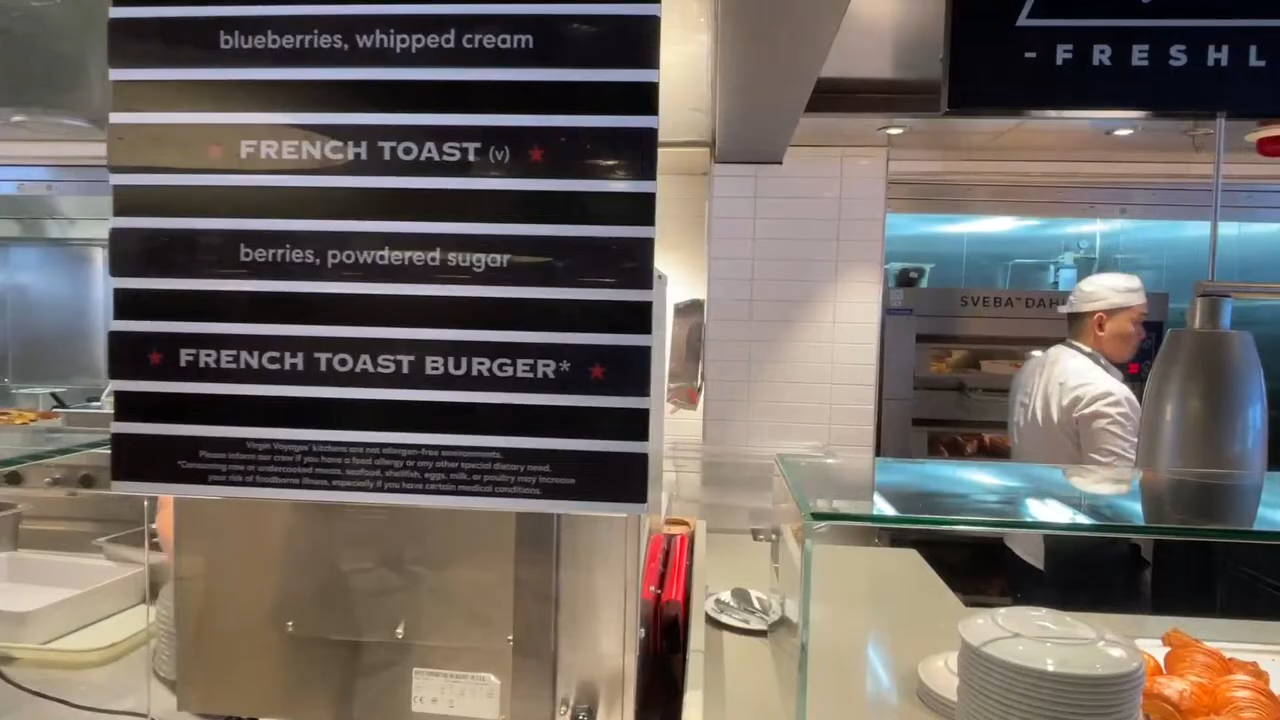 blueberries, whipped cream
FRENCH TOAST (v)
berries, powdered sugar
FRENCH TOAST BURGER*
Virgin Voyages' kitchens are not allergen-free environments.
Please inform our crew if you have a food allergy or any other special dietary need.
*Consuming raw or undercooked meats, seafood, shellfish, eggs, milk, or poultry may increase
your risk of foodborne illness, especially if you have certain medical conditions.
-FRESHL
SVEBA DAH